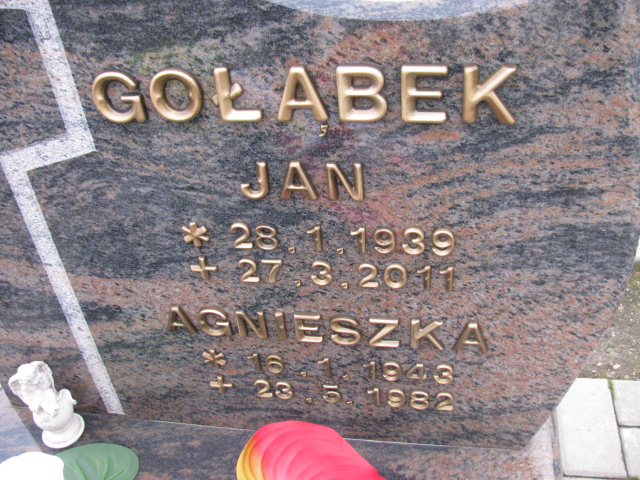 GOŁĄBEK
JAN
* 28.1.1939
+ 27.3.2011
AGNIESZKA
* 16.1.1943
+ 23.5.1982